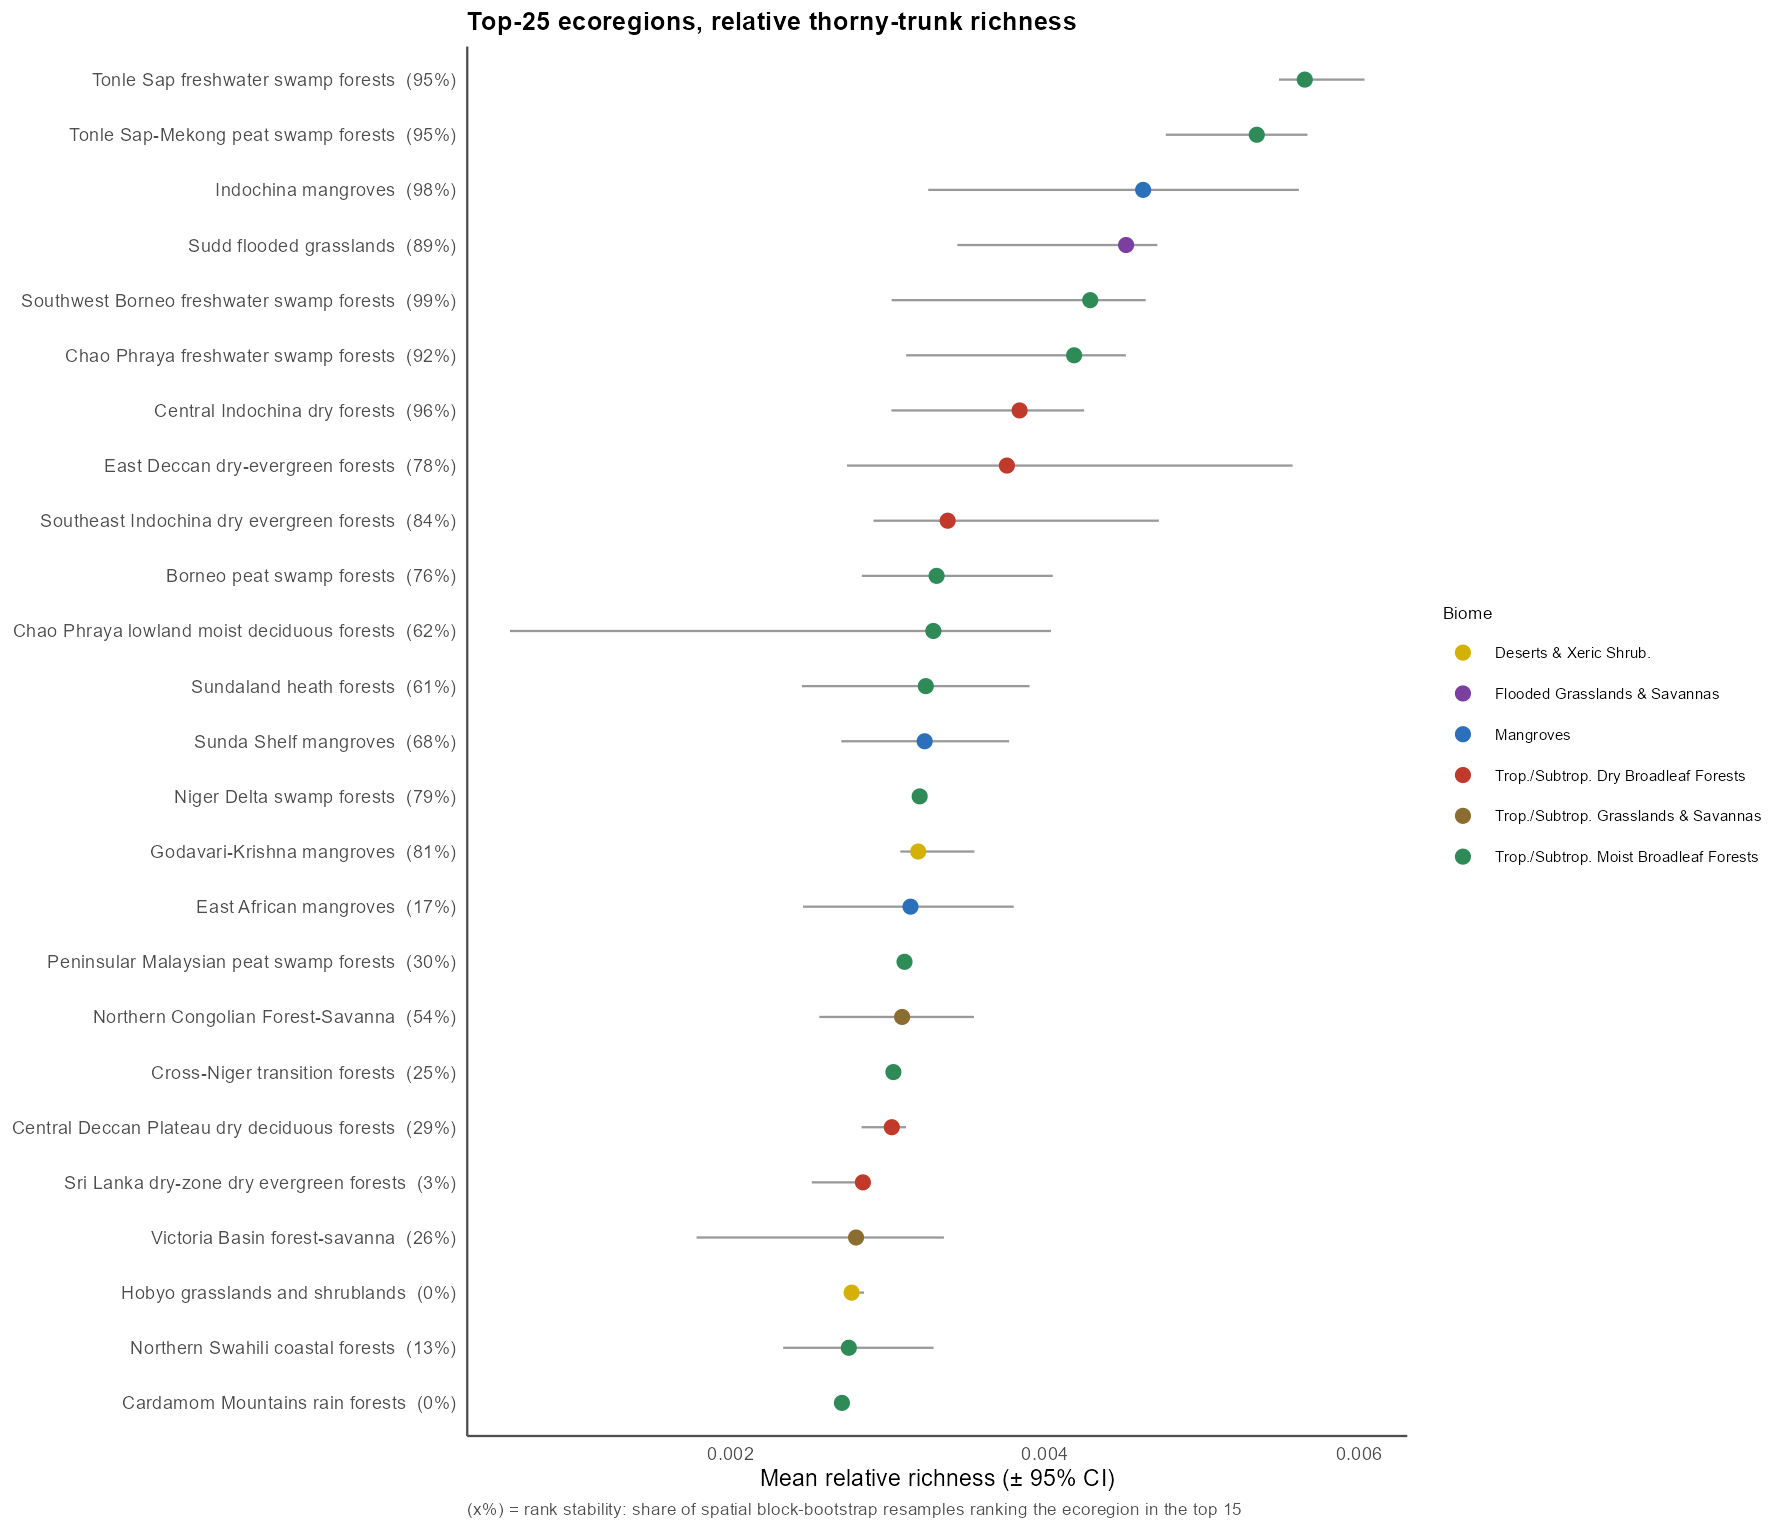 Top-25 ecoregions, relative thorny-trunk richness
Tonle Sap freshwater swamp forests (95%)
Tonle Sap-Mekong peat swamp forests (95%)
Indochina mangroves (98%)
Sudd flooded grasslands (89%)
Southwest Borneo freshwater swamp forests (99%)
Chao Phraya freshwater swamp forests (92%)
Central Indochina dry forests (96%)
East Deccan dry-evergreen forests (78%)
Southeast Indochina dry evergreen forests (84%)
Borneo peat swamp forests (76%)
Chao Phraya lowland moist deciduous forests (62%)
Sundaland heath forests (61%)
Sunda Shelf mangroves (68%)
Niger Delta swamp forests (79%)
Godavari-Krishna mangroves (81%)
East African mangroves (17%)
Peninsular Malaysian peat swamp forests (30%)
Northern Congolian Forest-Savanna (54%)
Cross-Niger transition forests (25%)
Central Deccan Plateau dry deciduous forests (29%)
Sri Lanka dry-zone dry evergreen forests (3%)
Victoria Basin forest-savanna (26%)
Hobyo grasslands and shrublands (0%)
Northern Swahili coastal forests (13%)
Cardamom Mountains rain forests (0%)
0.002 0.004 0.006
Mean relative richness (± 95% CI)
(x%) = rank stability: share of spatial block-bootstrap resamples ranking the ecoregion in the top 15
Biome
Deserts & Xeric Shrub.
Flooded Grasslands & Savannas
Mangroves
Trop./Subtrop. Dry Broadleaf Forests
Trop./Subtrop. Grasslands & Savannas
Trop./Subtrop. Moist Broadleaf Forests